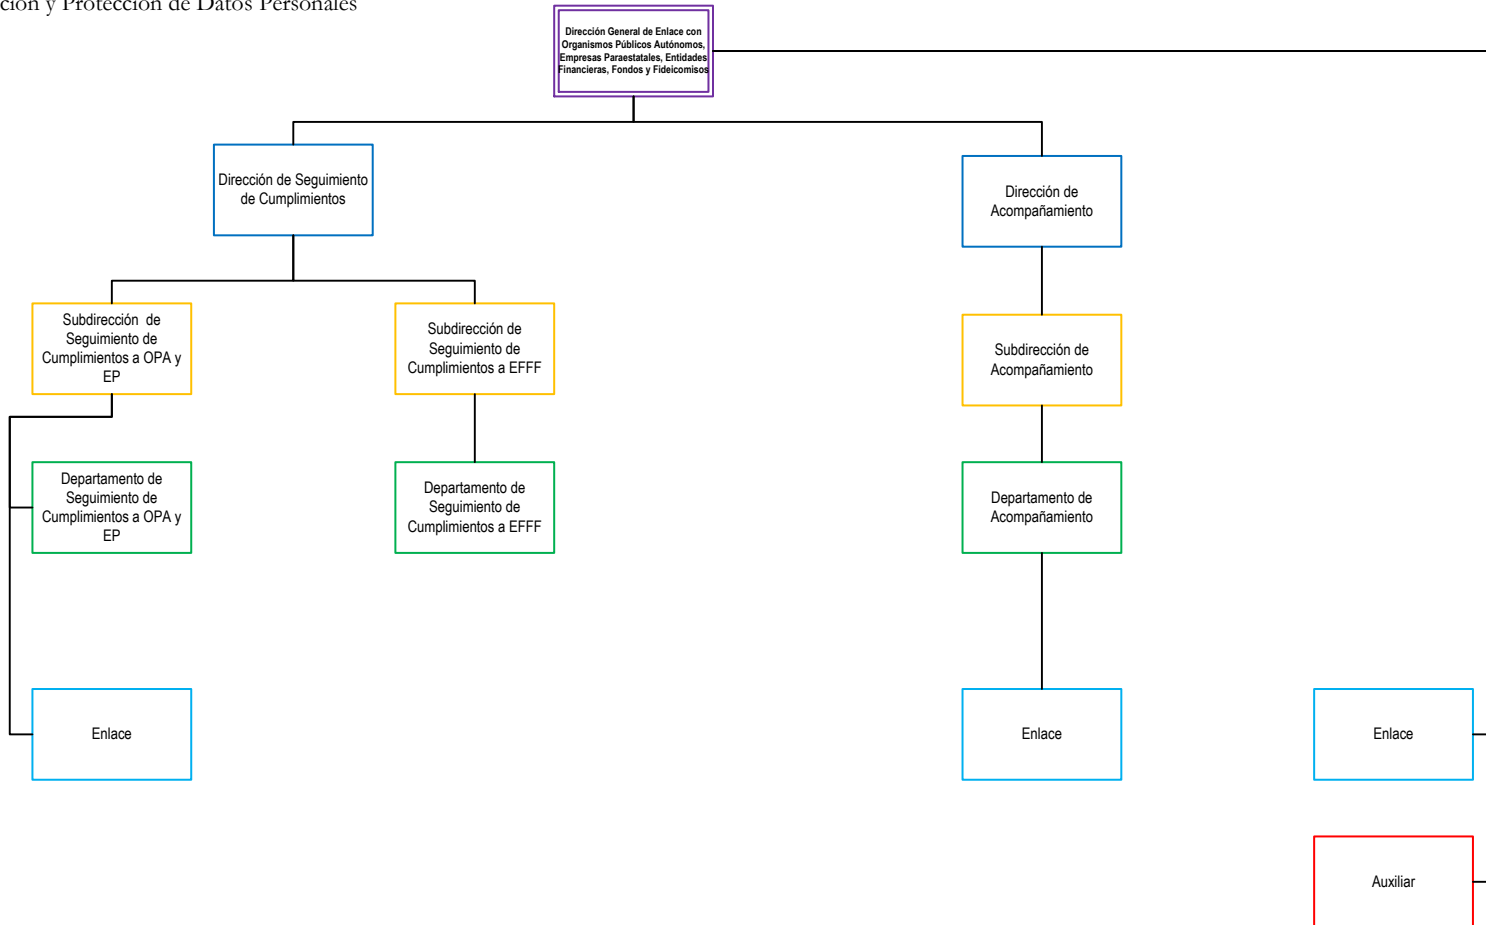 ción y Protección de Datos Personales
Dirección General de Enlace con
Organismos Públicos Autónomos,
Empresas Paraestatales, Entidades
Financieras, Fondos y Fideicomisos
Dirección de Seguimiento
de Cumplimientos
Dirección de
Acompañamiento
Subdirección de
Seguimiento de
Cumplimientos a OPA y
EP
Subdirección de
Seguimiento de
Cumplimientos a EFFF
Subdirección de
Acompañamiento
Departamento de
Seguimiento de
Cumplimientos a OPA y
EP
Departamento de
Seguimiento de
Cumplimientos a EFFF
Departamento de
Acompañamiento
Enlace
Enlace
Enlace
Auxiliar